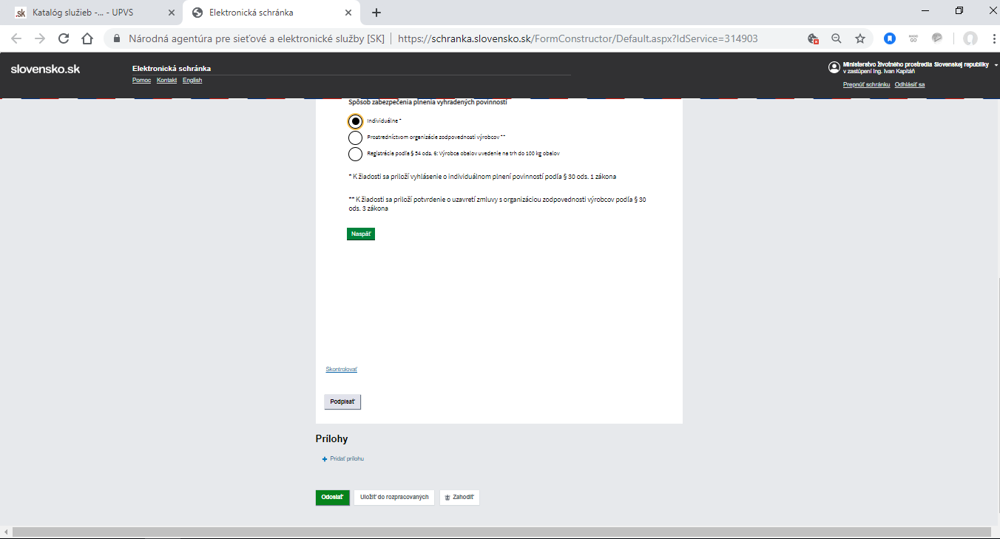 .sk Katalóg služieb -... - UPVS
Elektronická schránka
Národná agentúra pre sieťové a elektronické služby [SK] https://schranka.slovensko.sk/FormConstructor/Default.aspx?IdService=314903
slovensko.sk
Elektronická schránka
Pomoc Kontakt English
Ministerstvo životného prostredia Slovenskej republiky
v zastúpení Ing. Ivan Kapitáň
Prepnúť schránku Odhlásiť sa
Spôsob zabezpečenia plnenia vyhradených povinností
Individuálne *
Prostredníctvom organizácie zodpovednosti výrobcov **
Registrácia podľa § 54 ods. 6: Výrobca obalov uvedenie na trh do 100 kg obalov
* K žiadosti sa priloží vyhlásenie o individuálnom plnení povinností podľa § 30 ods. 1 zákona
** K žiadosti sa priloží potvrdenie o uzavretí zmluvy s organizáciou zodpovednosti výrobcov podľa § 30
ods. 3 zákona
Naspäť
Skontrolovať
Podpísať
Prílohy
+ Pridať prílohu
Odoslať Uložiť do rozpracovaných Zahodiť